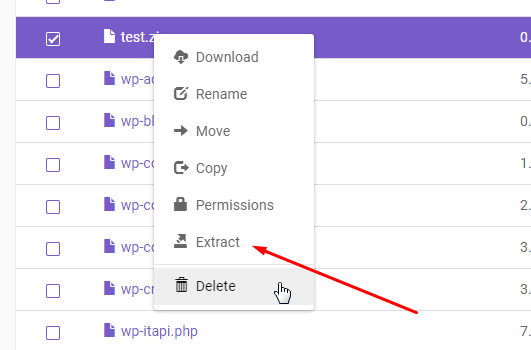 test.zi
0.
Download
wp-ac
5.
Rename
wp-bl
0.
Move
wp-co
1.
Copy
wp-co
2.
Permissions
wp-co
3.
Extract
wp-cr
3.
Delete
wp-itapi.php
7.